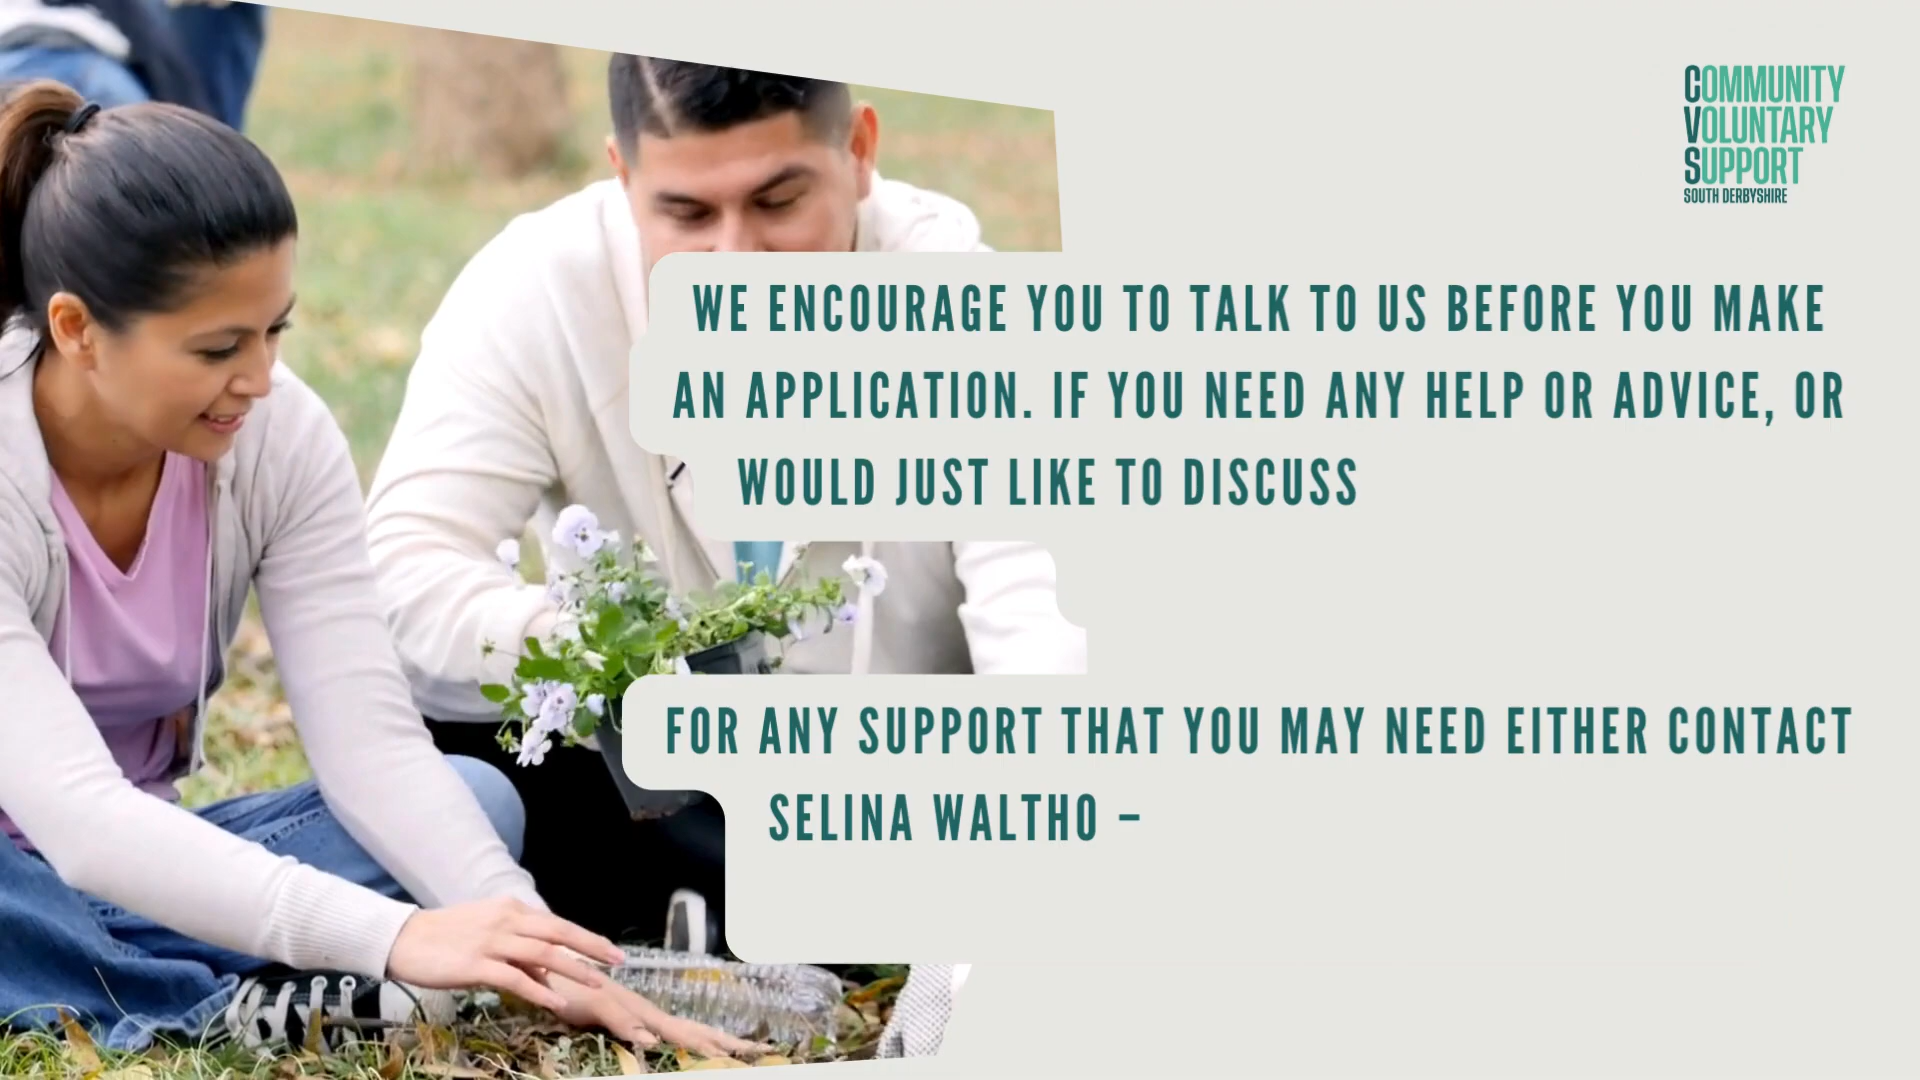 COMMUNITY
VOLUNTARY
SUPPORT
SOUTH DERBYSHIRE
WE ENCOURAGE YOU TO TALK TO US BEFORE YOU MAKE
AN APPLICATION. IF YOU NEED ANY HELP OR ADVICE, OR
WOULD JUST LIKE TO DISCUSS
FOR ANY SUPPORT THAT YOU MAY NEED EITHER CONTACT
SELINA WALTHO –